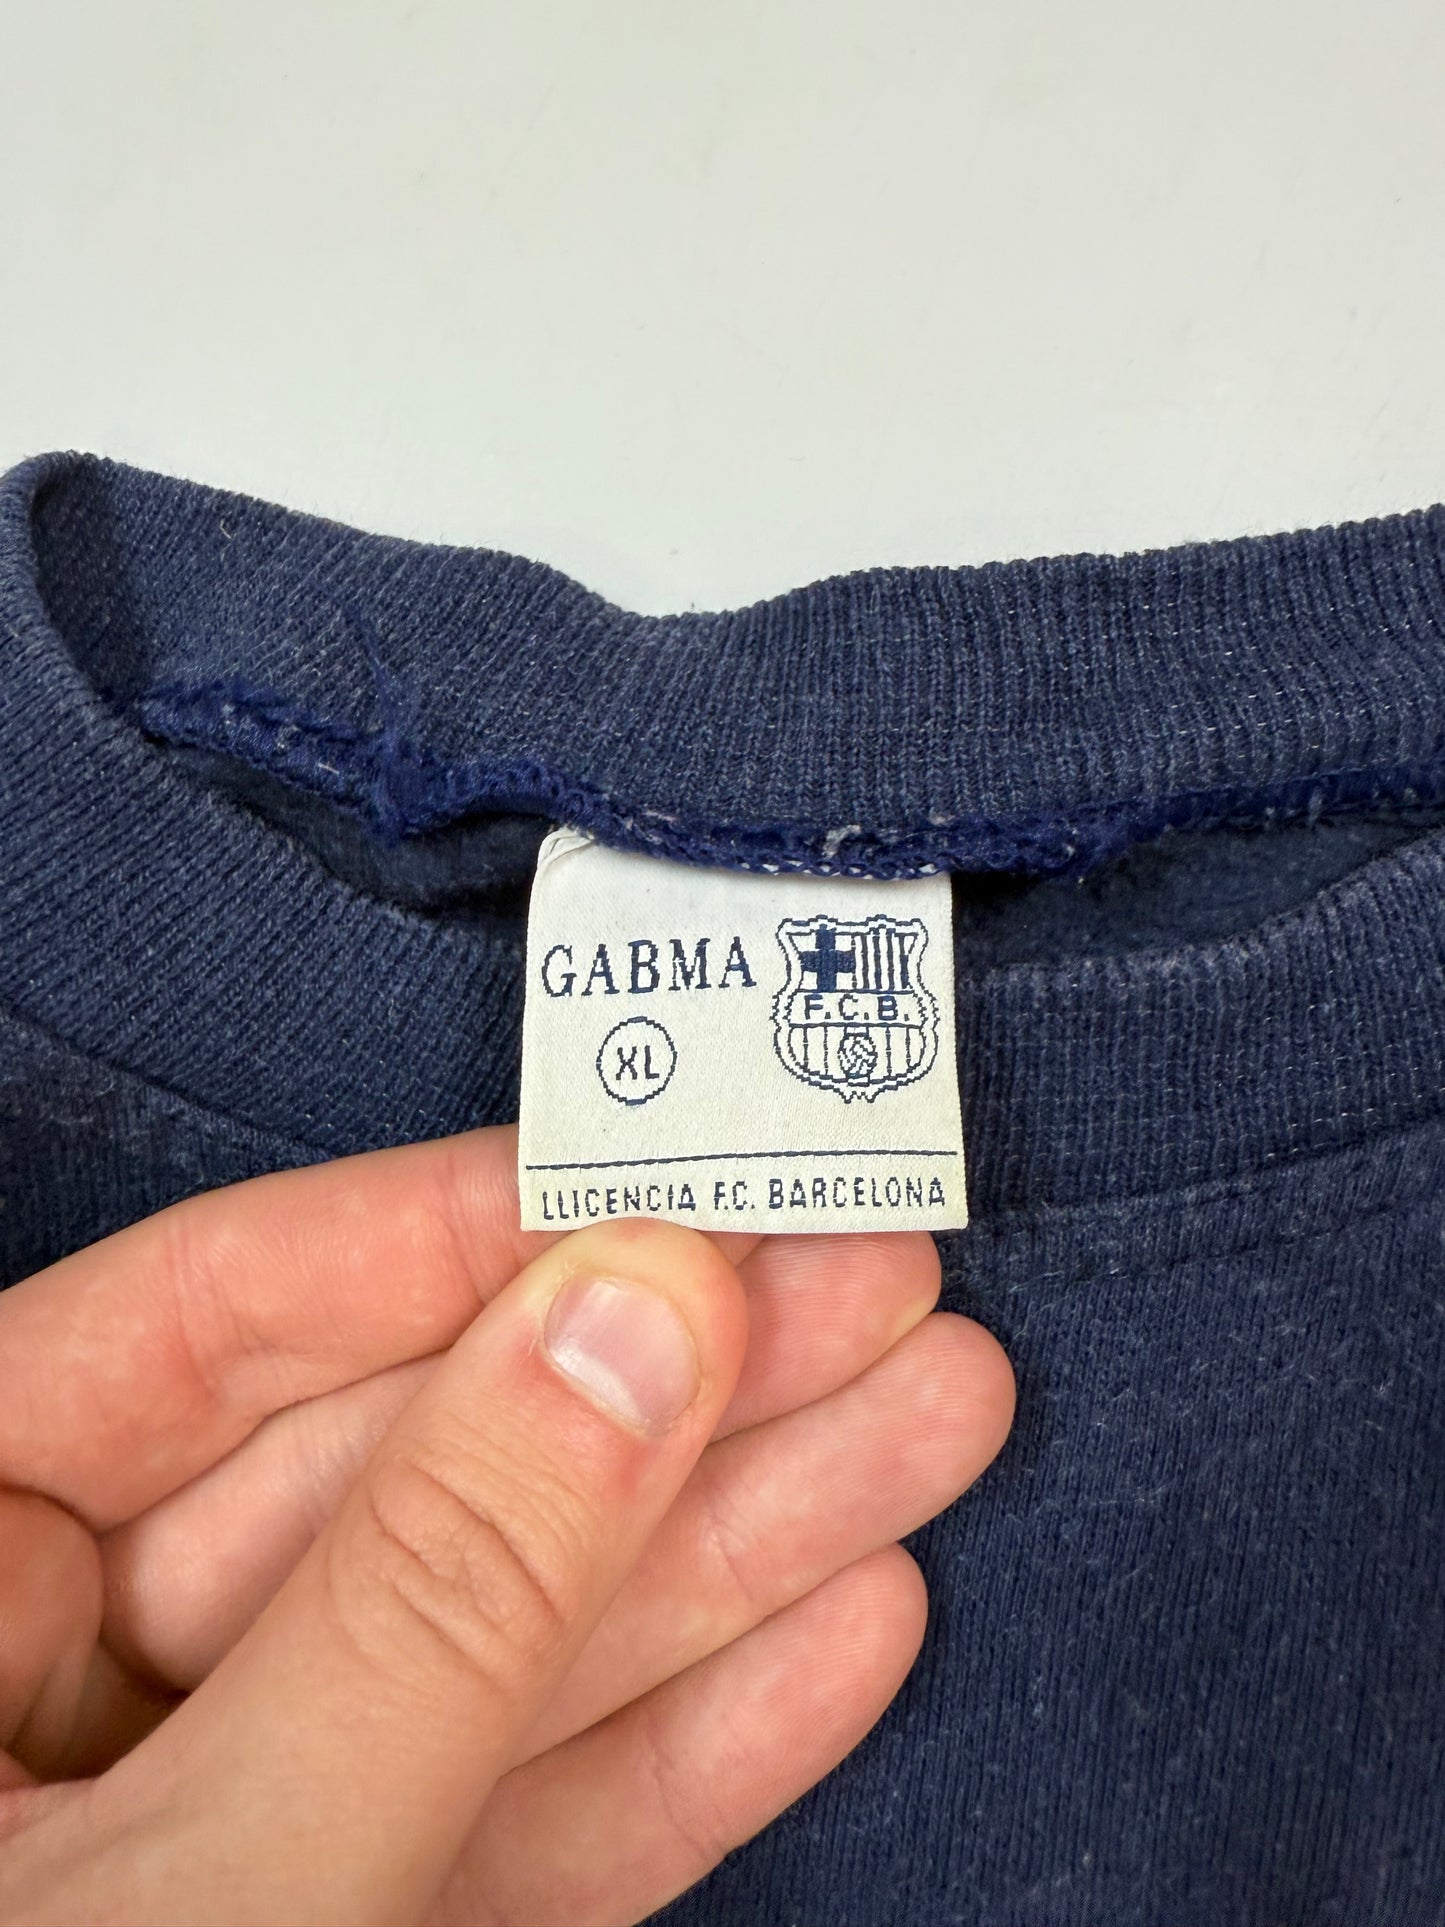 GABMA
XL
F.C.B.
LLICENCIA F.C. BARCELONA